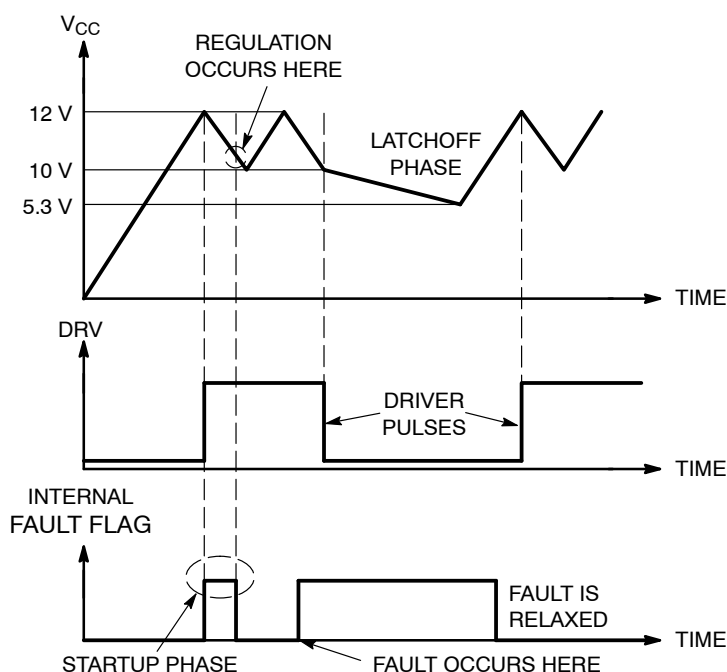 VCC
REGULATION
OCCURS HERE
12 V
LATCHOFF
PHASE
10 V
5.3 V
TIME
DRV
DRIVER
PULSES
TIME
INTERNAL
FAULT FLAG
FAULT IS
RELAXED
TIME
STARTUP PHASE
FAULT OCCURS HERE